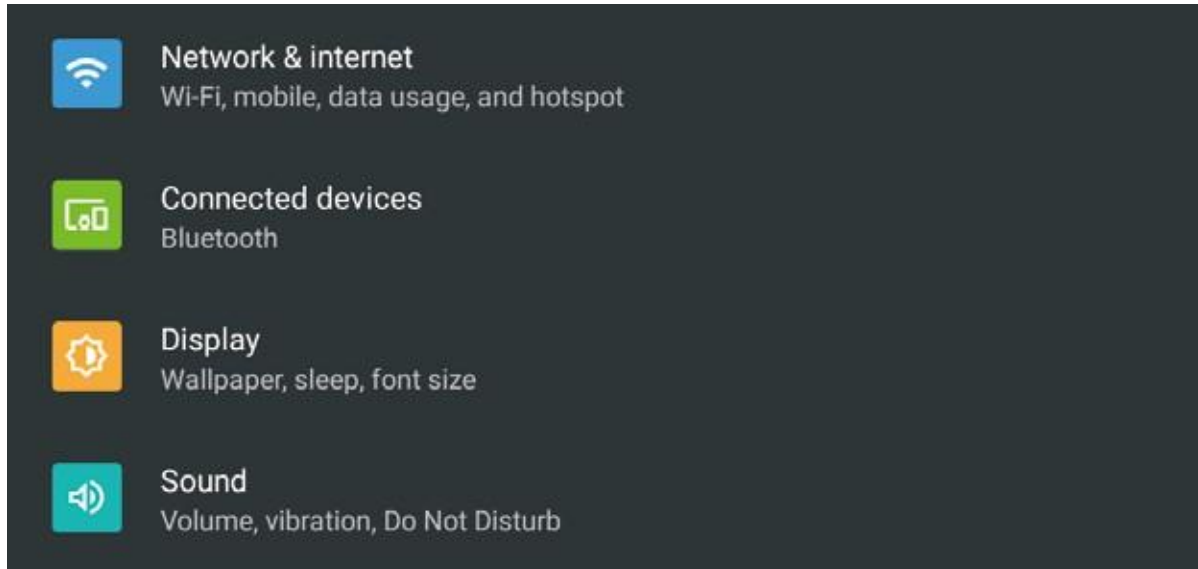 Network & internet
Wi-Fi, mobile, data usage, and hotspot
Connected devices
Bluetooth
Display
Wallpaper, sleep, font size
Sound
Volume, vibration, Do Not Disturb